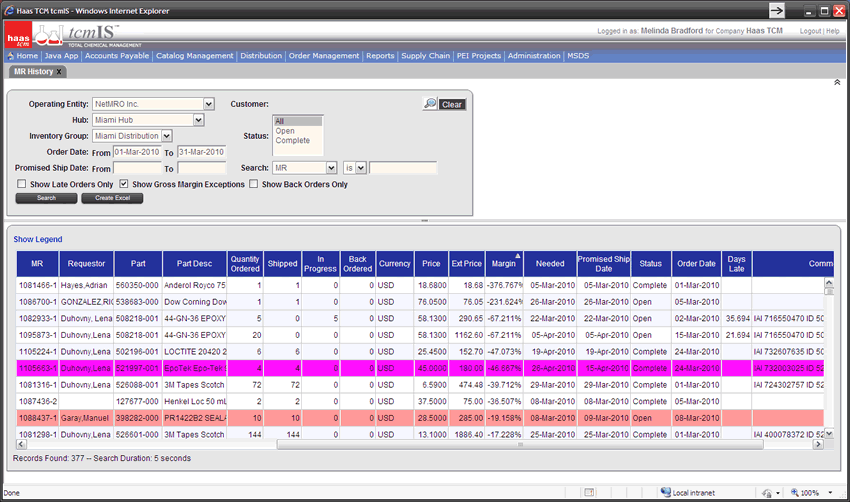 Haas TCM tcmIS - Windows Internet Explorer
haas tcm tcmIS™ TOTAL CHEMICAL MANAGEMENT
Logged in as: Melinda Bradford for Company Haas TCM Logout | Help
Home | Java App | Accounts Payable | Catalog Management | Distribution | Order Management | Reports | Supply Chain | PEI Projects | Administration | MSDS
MR History X
Operating Entity: NetMRO Inc. Customer: Clear
Hub: Miami Hub
Inventory Group: Miami Distribution Status: All Open Complete
Order Date: From 01-Mar-2010 To 31-Mar-2010
Promised Ship Date: From To Search: MR is
Show Late Orders Only Show Gross Margin Exceptions Show Back Orders Only
Search Create Excel
Show Legend
MR Requestor Part Part Desc Quantity Ordered Shipped In Progress Back Ordered Currency Price Ext Price Margin Needed Promised Ship Date Status Order Date Days Late Comm
1081466-1 Hayes,Adrian 560350-000 Anderol Royco 75 1 1 0 0 USD 18.6800 18.68 -376.767% 05-Mar-2010 05-Mar-2010 Complete 01-Mar-2010
1086700-1 GONZALEZ,RIC 538683-000 Dow Corning Dow 1 0 0 0 USD 76.0500 76.05 -231.624% 26-Mar-2010 26-Mar-2010 Open 05-Mar-2010
1082933-1 Duhovny, Lena 508218-001 44-GN-36 EPOXY 5 0 5 0 USD 58.1300 290.65 -67.211% 22-Mar-2010 22-Mar-2010 Open 02-Mar-2010 35.694 IAI 716550470 ID 50
1095873-1 Duhovny, Lena 508218-001 44-GN-36 EPOXY 20 0 0 0 USD 58.1300 1162.60 -67.211% 05-Apr-2010 05-Apr-2010 Open 15-Mar-2010 21.694 IAI 716550470 ID 50
1105224-1 Duhovny,Lena 502196-001 LOCTITE 20420 2 6 6 0 0 USD 25.4500 152.70 -47.073% 19-Apr-2010 19-Apr-2010 Complete 24-Mar-2010 IAI 732607635 ID 50
1105663-1 Duhovny,Lena 521997-001 EpoTek Epo-Tek 4 4 0 0 USD 45.0000 180.00 -46.667% 26-Apr-2010 15-Apr-2010 Complete 24-Mar-2010 IAI 732003025 ID 52
1081316-1 Duhovny,Lena 526088-001 3M Tapes Scotch 72 72 0 0 USD 6.5900 474.48 -39.712% 29-Mar-2010 29-Mar-2010 Complete 01-Mar-2010 IAI 724302757 ID 52
1087436-2 127677-000 Henkel Loc 50 mL 2 2 0 0 USD 37.5000 75.00 -36.507% 08-Mar-2010 08-Mar-2010 Complete 08-Mar-2010
1088437-1 Garay,Manuel 398282-000 PR1422B2 SEALA 10 10 0 0 USD 28.5000 285.00 -19.158% 09-Mar-2010 09-Mar-2010 Open 08-Mar-2010
1081298-1 Duhovny,Lena 526601-000 3M Tapes Scotch 144 144 0 0 USD 13.1000 1886.40 -17.228% 25-Mar-2010 25-Mar-2010 Complete 01-Mar-2010 IAI 400078372 ID 52
Records Found: 377 -- Search Duration: 5 seconds
Done Local intranet 100%